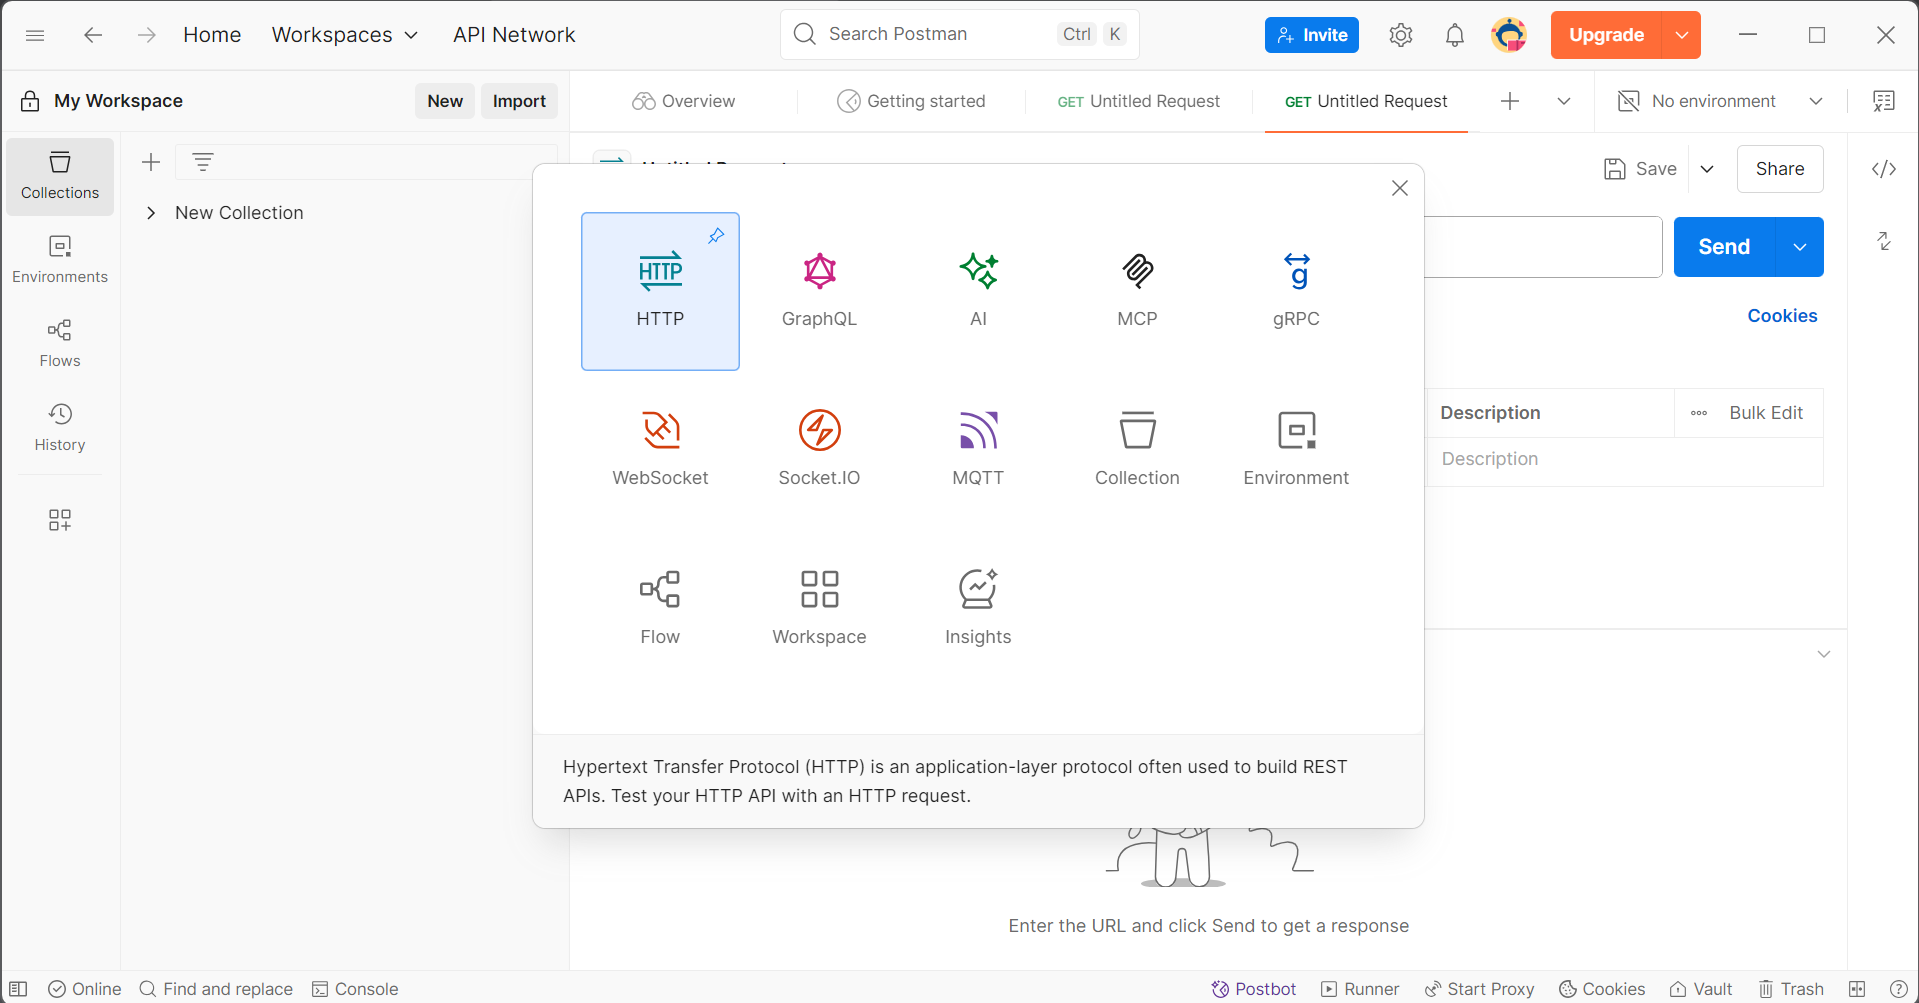 Home Workspaces API Network Search Postman Ctrl K Invite Upgrade
My Workspace New Import Overview Getting started GET Untitled Request GET Untitled Request No environment
Collections
Environments
Flows
History
New Collection
Untitled Request
Save Share
Send
Cookies
Description Bulk Edit
Description
HTTP
HTTP GraphQL AI MCP gRPC
WebSocket Socket.IO MQTT Collection Environment
Flow Workspace Insights
Hypertext Transfer Protocol (HTTP) is an application-layer protocol often used to build REST
APIs. Test your HTTP API with an HTTP request.
Enter the URL and click Send to get a response
Online Find and replace Console Postbot Runner Start Proxy Cookies Vault Trash